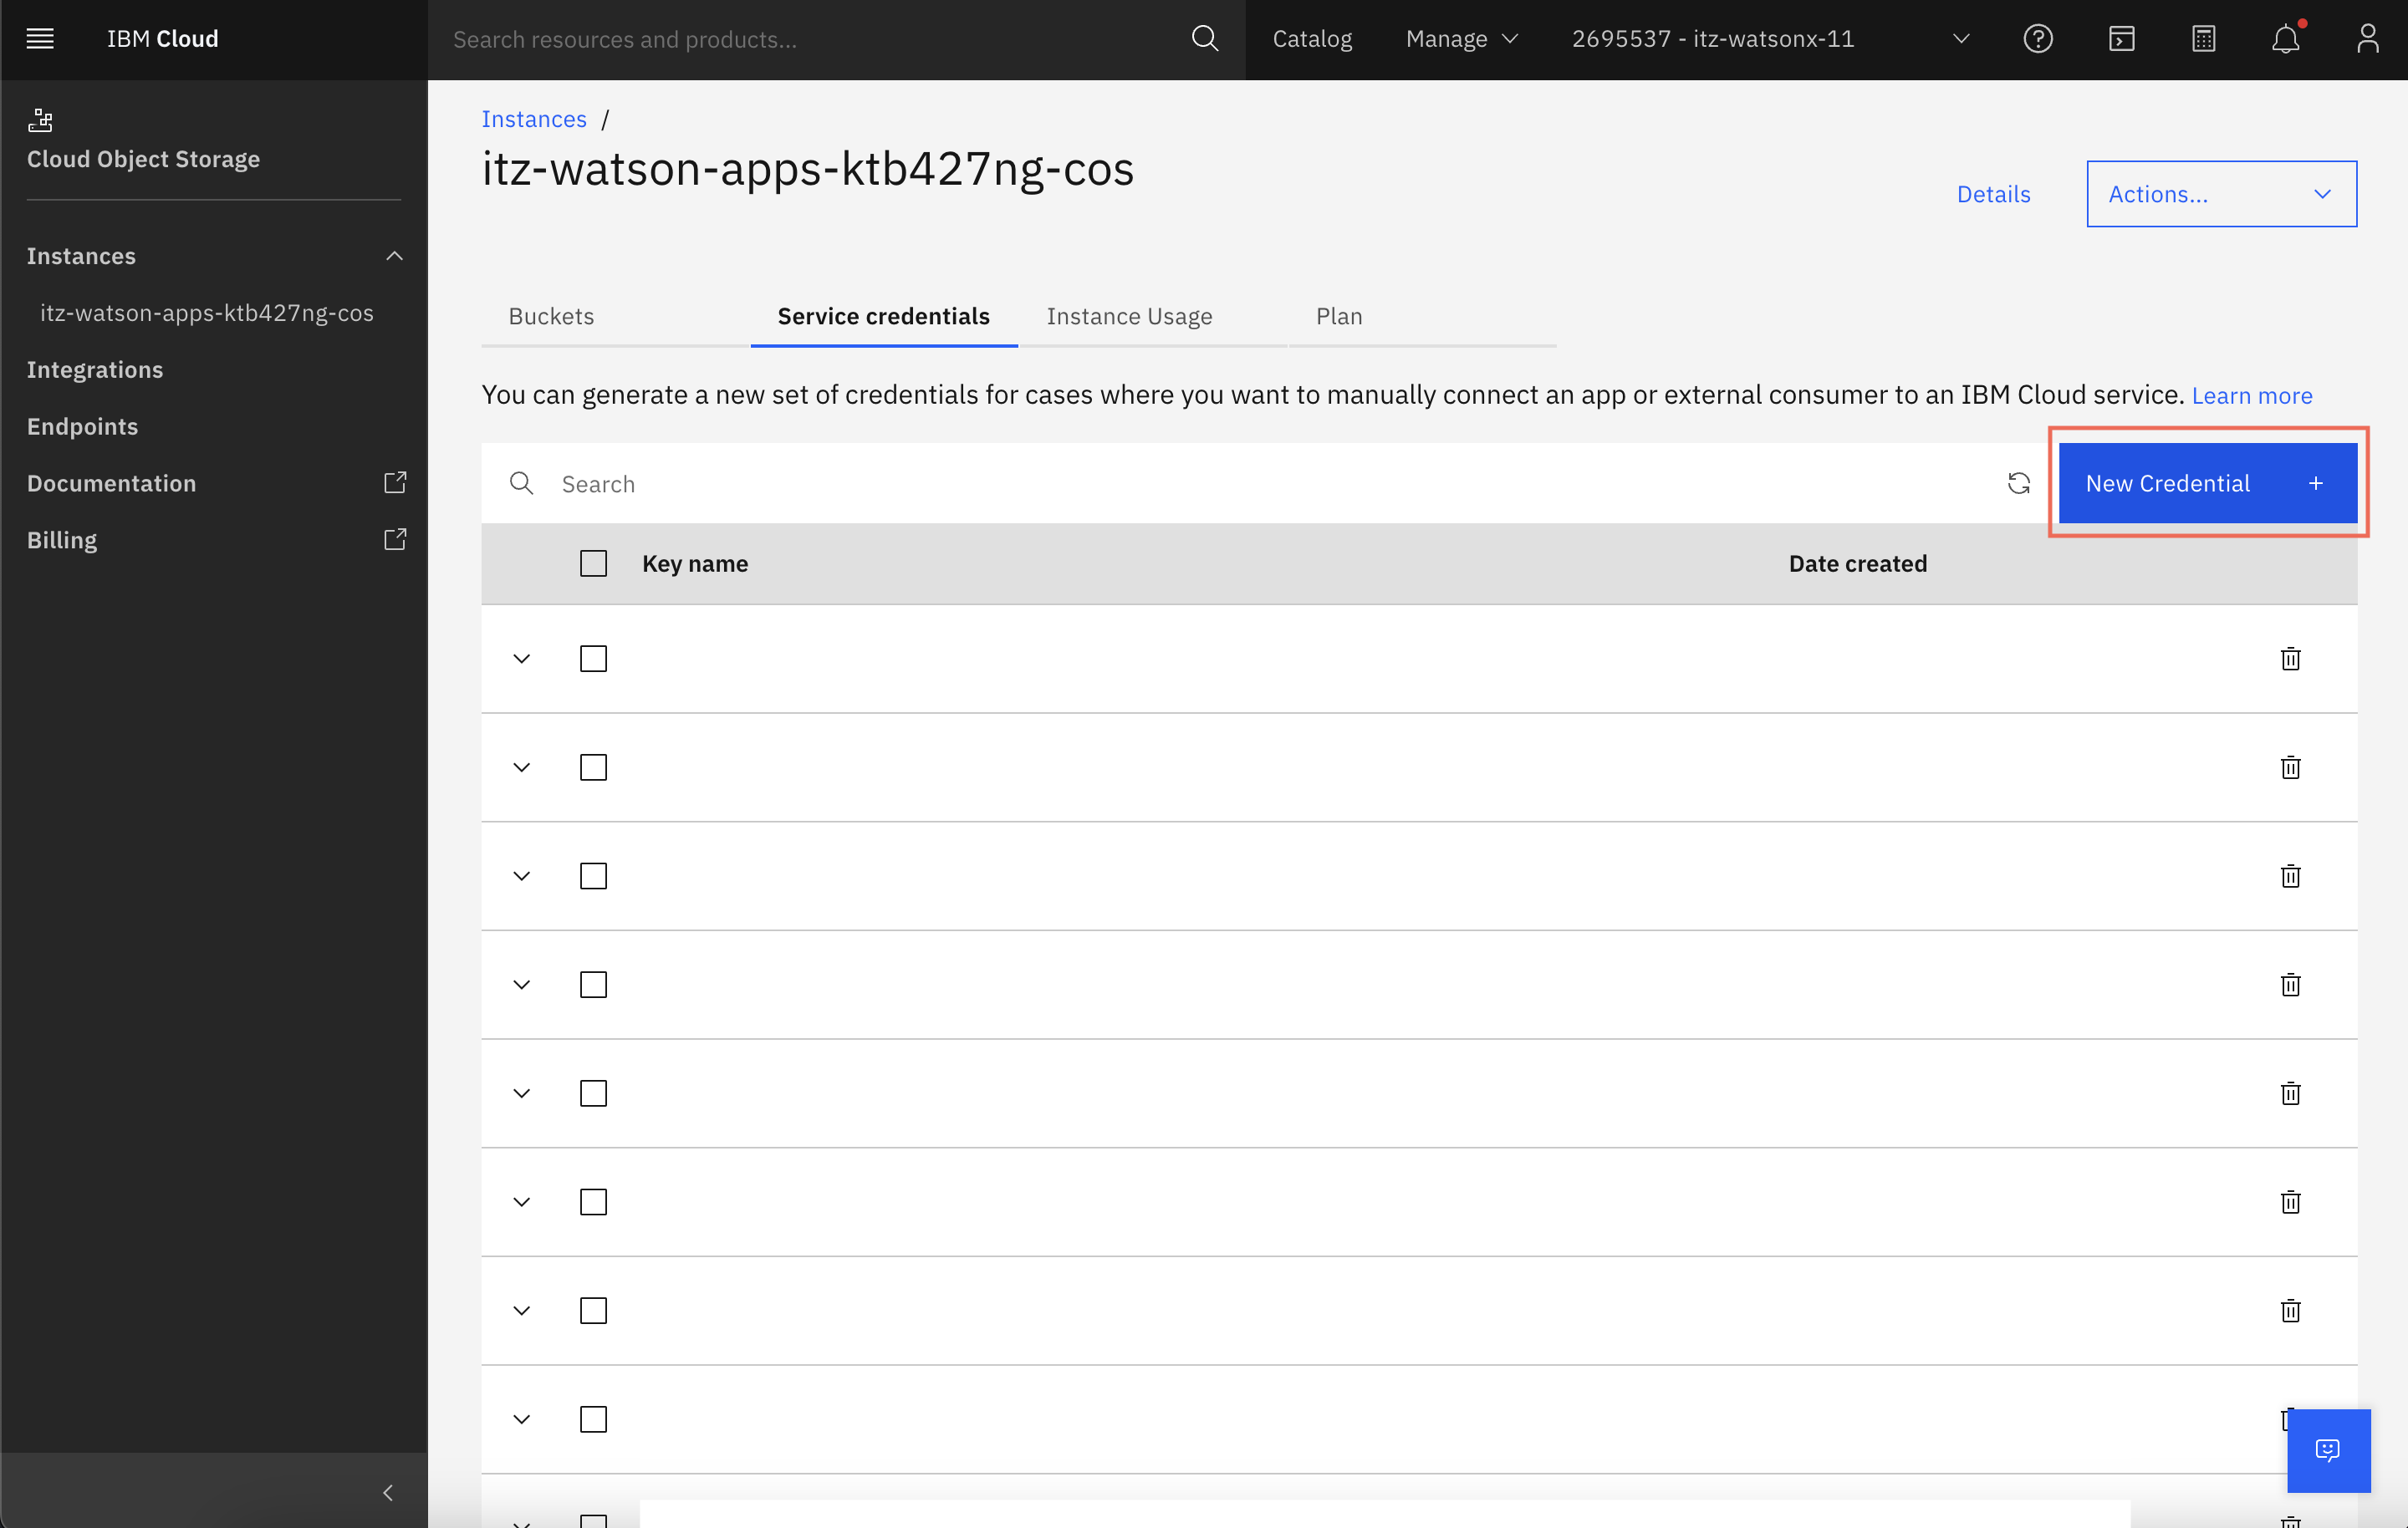 IBM Cloud
Search resources and products...
Catalog
Manage
2695537 - itz-watsonx-11
Cloud Object Storage
Instances
itz-watson-apps-ktb427ng-cos
Integrations
Endpoints
Documentation
Billing
Instances /
itz-watson-apps-ktb427ng-cos
Details
Actions...
Buckets
Service credentials
Instance Usage
Plan
You can generate a new set of credentials for cases where you want to manually connect an app or external consumer to an IBM Cloud service. Learn more
Search
New Credential +
Key name
Date created